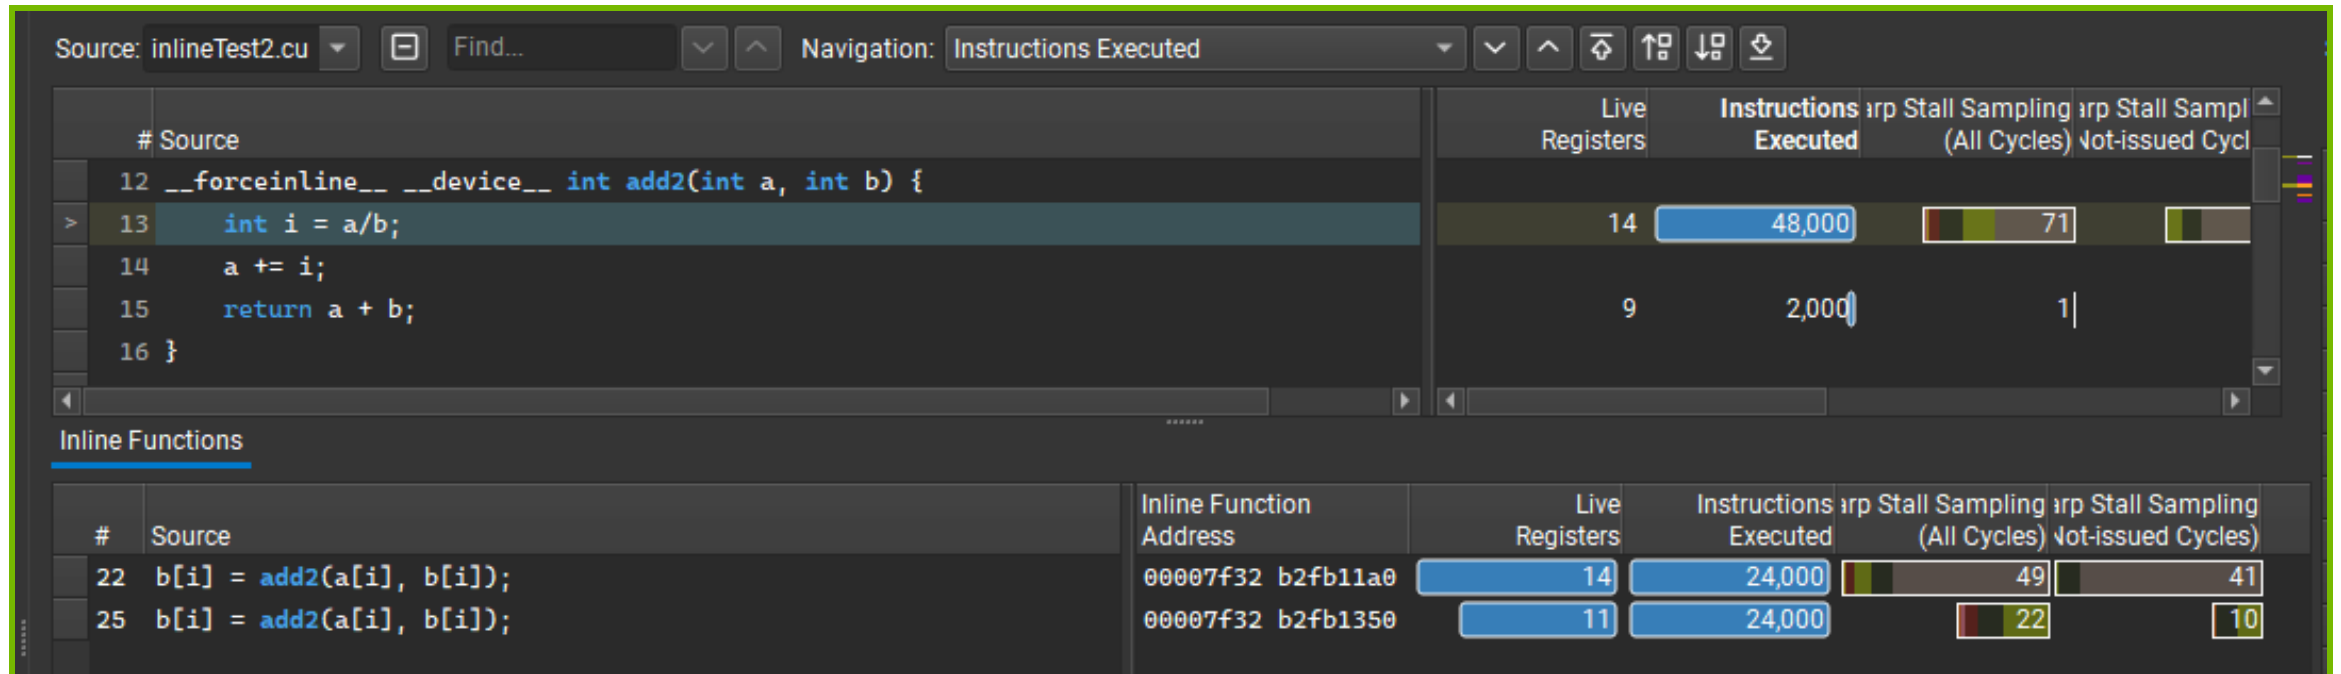 Source: inlineTest2.cu Find... Navigation: Instructions Executed
# Source Live Registers Instructions Executed arp Stall Sampling (All Cycles) arp Stall Sampl Not-issued Cycl
12 __forceinline__ __device__ int add2(int a, int b) {
> 13 int i = a/b; 14 48,000 71
14 a += i;
15 return a + b; 9 2,000 1
16 }
Inline Functions
# Source Inline Function Address Live Registers Instructions Executed arp Stall Sampling (All Cycles) arp Stall Sampling Not-issued Cycles)
22 b[i] = add2(a[i], b[i]); 00007f32 b2fb11a0 14 24,000 49 41
25 b[i] = add2(a[i], b[i]); 00007f32 b2fb1350 11 24,000 22 10